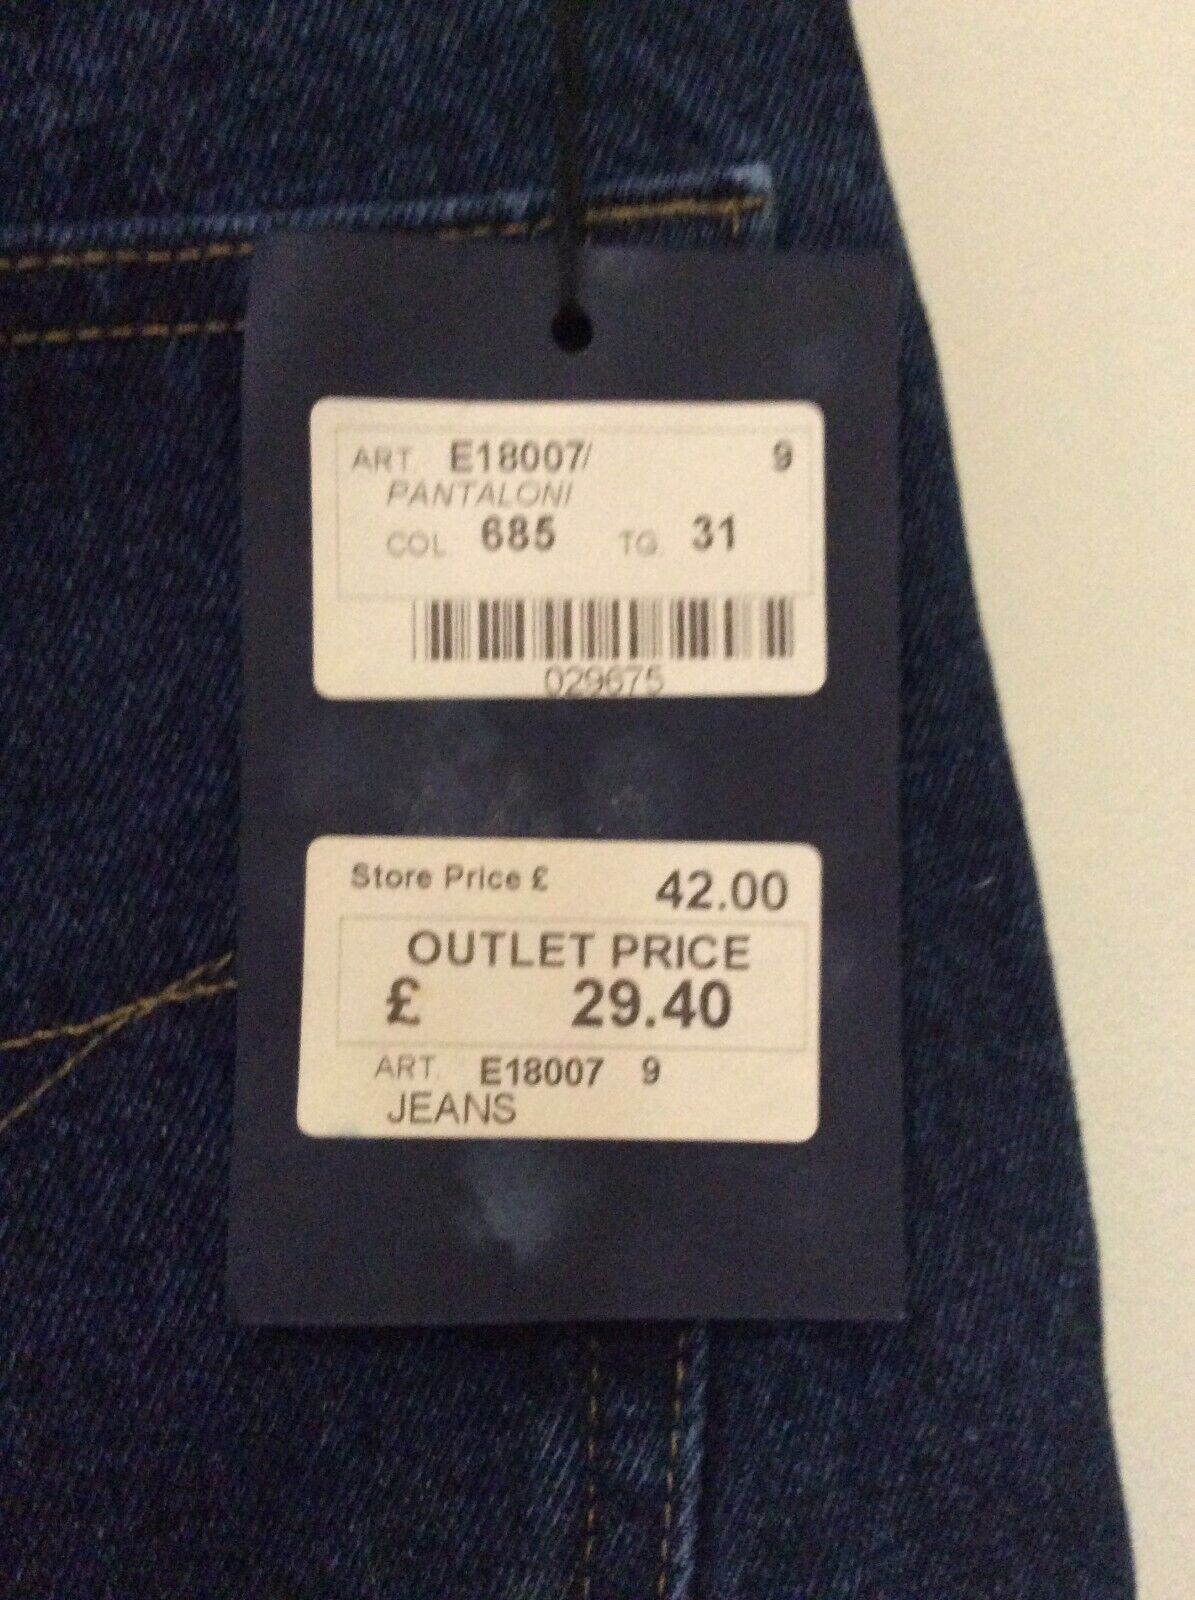 ART. E18007/ 9
PANTALONI
COL. 685 TG. 31
029675
Store Price £ 42.00
OUTLET PRICE
£ 29.40
ART. E18007 9
JEANS